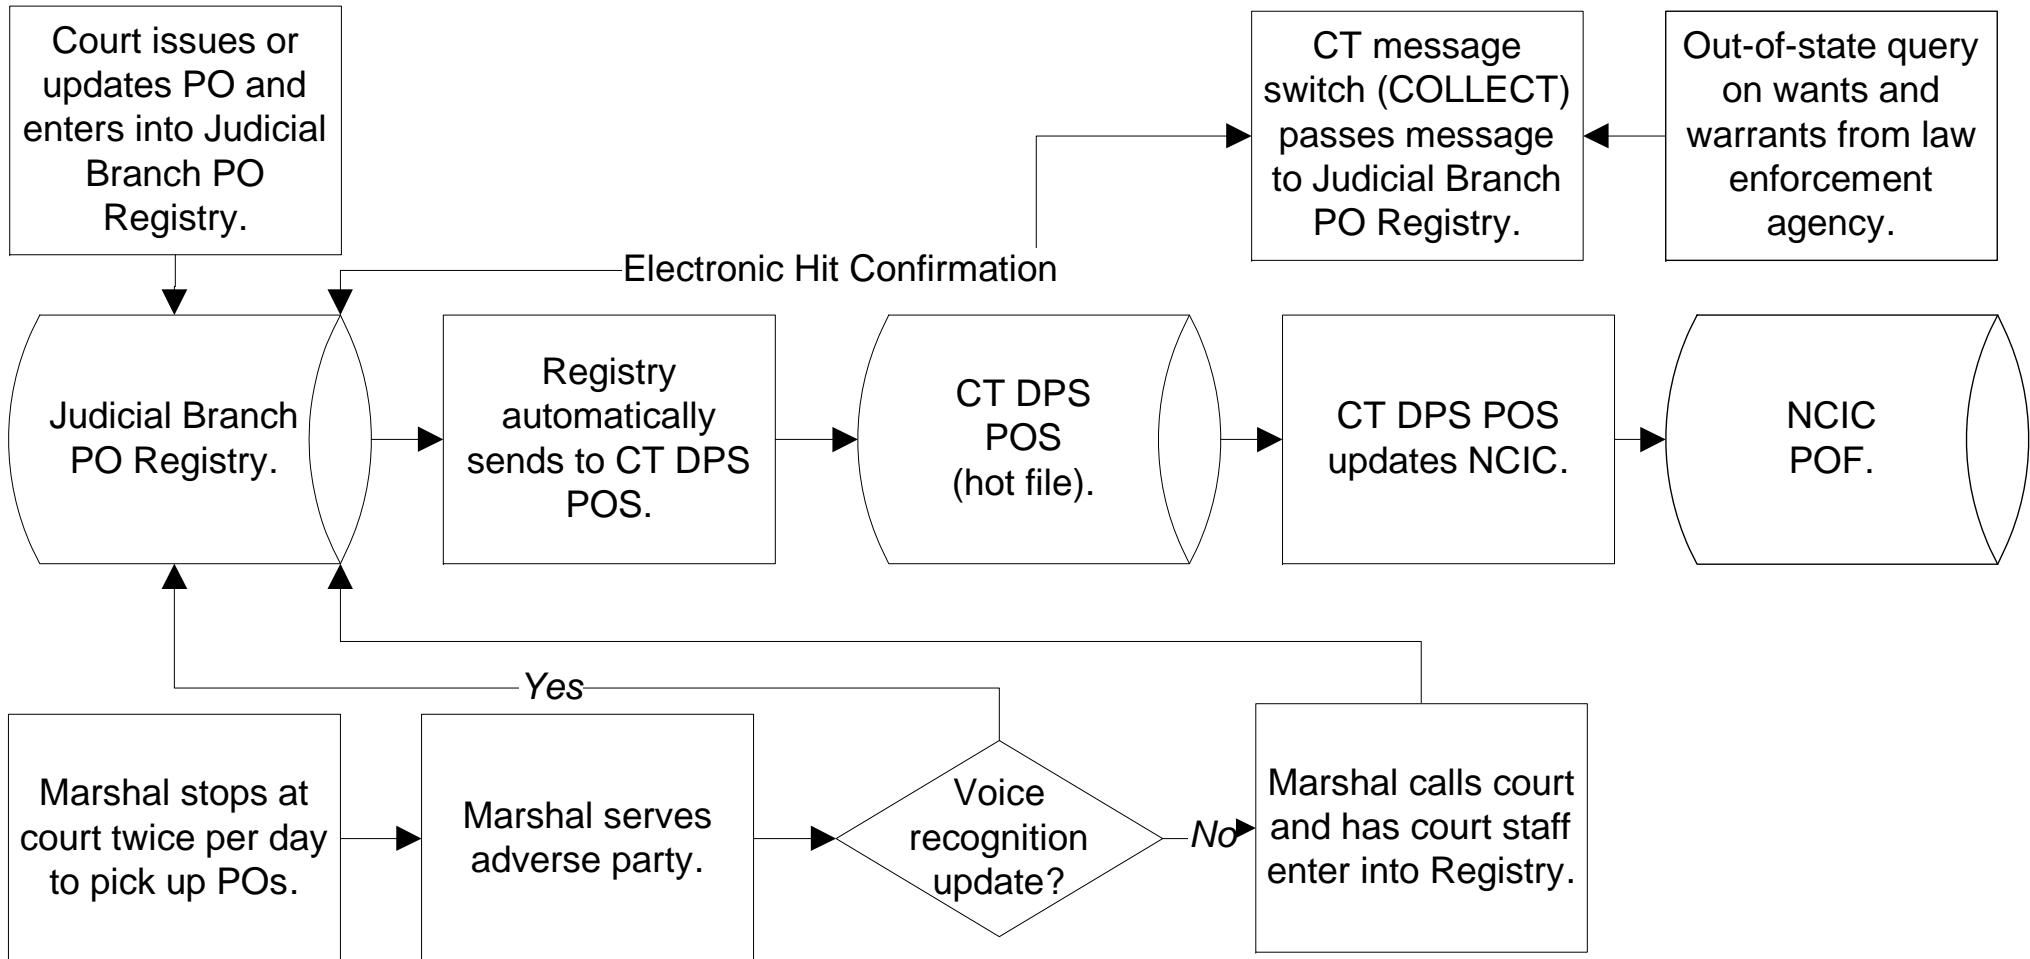 Court issues or
updates PO and
enters into Judicial
Branch PO
Registry.
CT message
switch (COLLECT)
passes message
to Judicial Branch
PO Registry.
Out-of-state query
on wants and
warrants from law
enforcement
agency.
Electronic Hit Confirmation
Judicial Branch
PO Registry.
Registry
automatically
sends to CT DPS
POS.
CT DPS
POS
(hot file).
CT DPS POS
updates NCIC.
NCIC
POF.
Yes
Marshal stops at
court twice per day
to pick up POs.
Marshal serves
adverse party.
Voice
recognition
update?
No
Marshal calls court
and has court staff
enter into Registry.